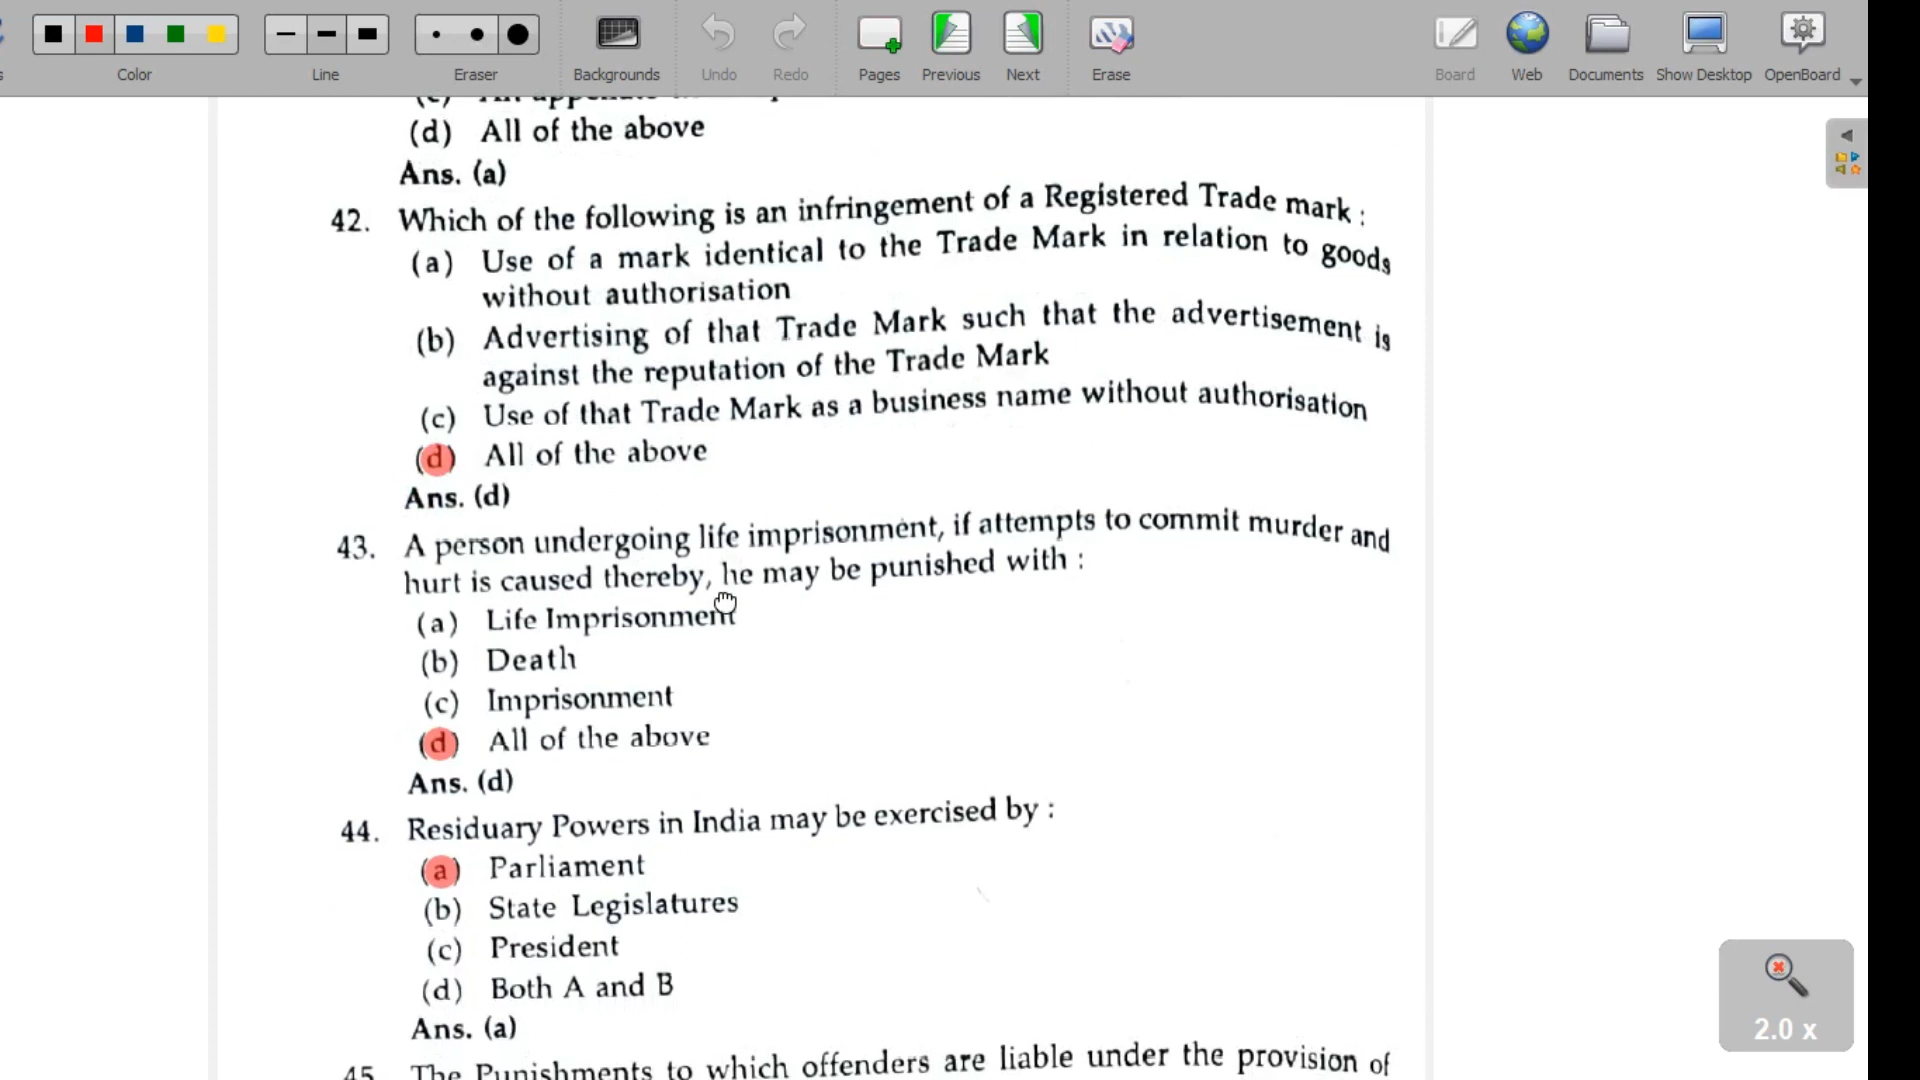 Color
Line
Eraser
Backgrounds
Undo
Redo
Pages
Previous
Next
Erase
Board
Web
Documents
Show Desktop
OpenBoard
(d) All of the above
Ans. (a)
42. Which of the following is an infringement of a Registered Trade mark :
(a) Use of a mark identical to the Trade Mark in relation to goods
without authorisation
(b) Advertising of that Trade Mark such that the advertisement is
against the reputation of the Trade Mark
(c) Use of that Trade Mark as a business name without authorisation
(d) All of the above
Ans. (d)
43. A person undergoing life imprisonment, if attempts to commit murder and
hurt is caused thereby, he may be punished with :
(a) Life Imprisonment
(b) Death
(c) Imprisonment
(d) All of the above
Ans. (d)
44. Residuary Powers in India may be exercised by :
(a) Parliament
(b) State Legislatures
(c) President
(d) Both A and B
Ans. (a)
45. The Punishments to which offenders are liable under the provision of
2.0 x